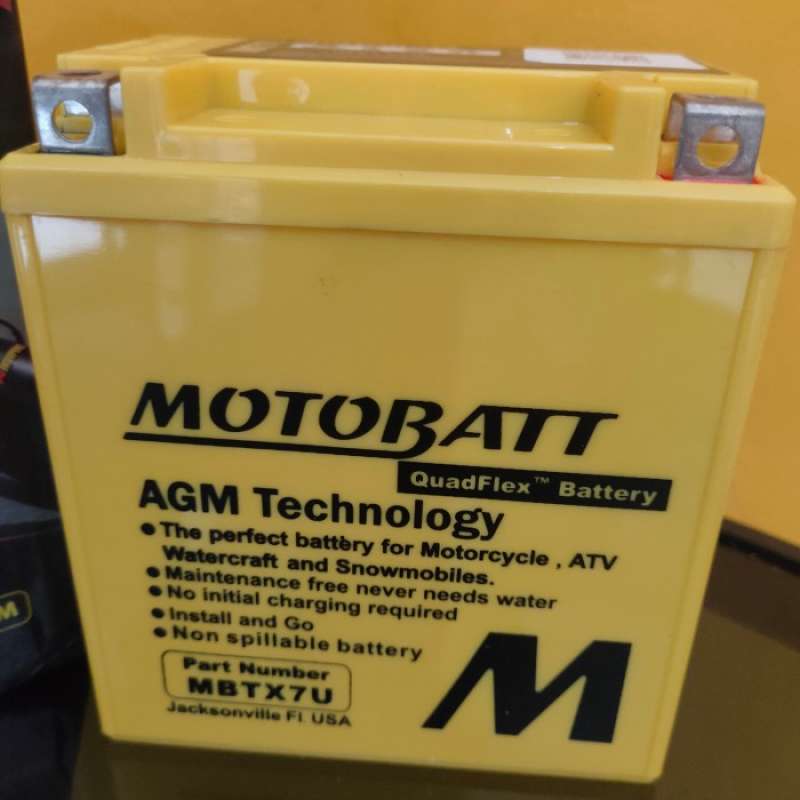 MOTOBATT
QuadFlex™ Battery
AGM Technology
• The perfect battery for Motorcycle , ATV
Watercraft and Snowmobiles.
• Maintenance free never needs water
• No initial charging required
• Install and Go
• Non spillable battery
Part Number
MBTX7U
Jacksonville Fl. USA
M
M